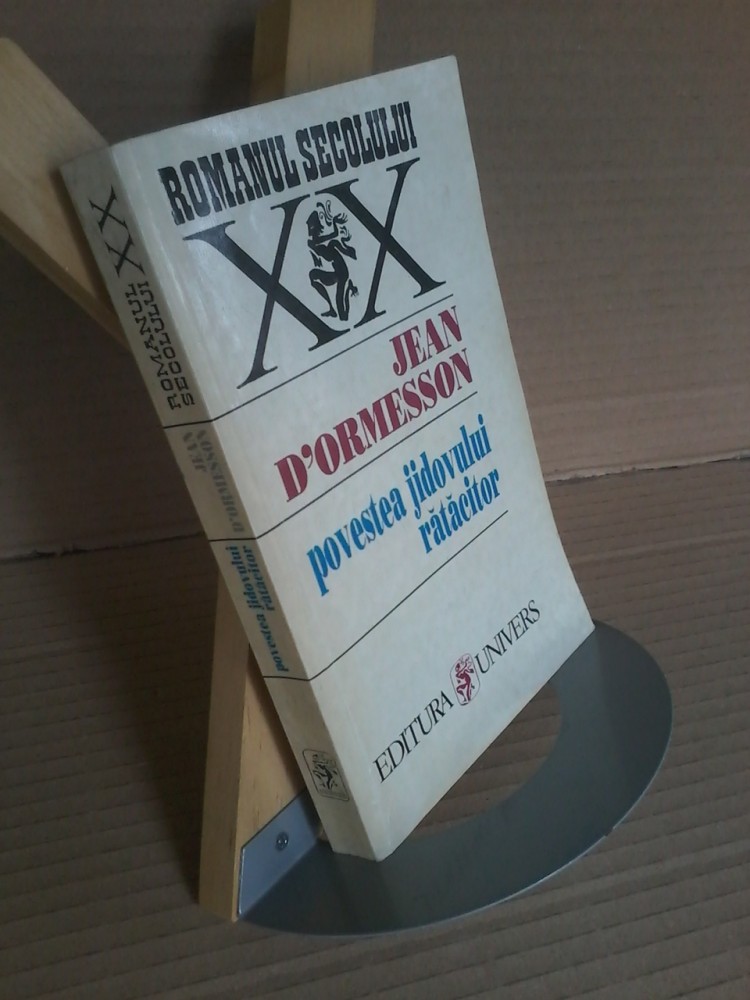 ROMANUL SECOLULUI
XX
JEAN
D'ORMESSON
povestea jidovului
rătăcitor
EDITURA UNIVERS
ROMANUL
SECOLULUI XX
JEAN
D'ORMESSON
povestea jidovului
rătăcitor